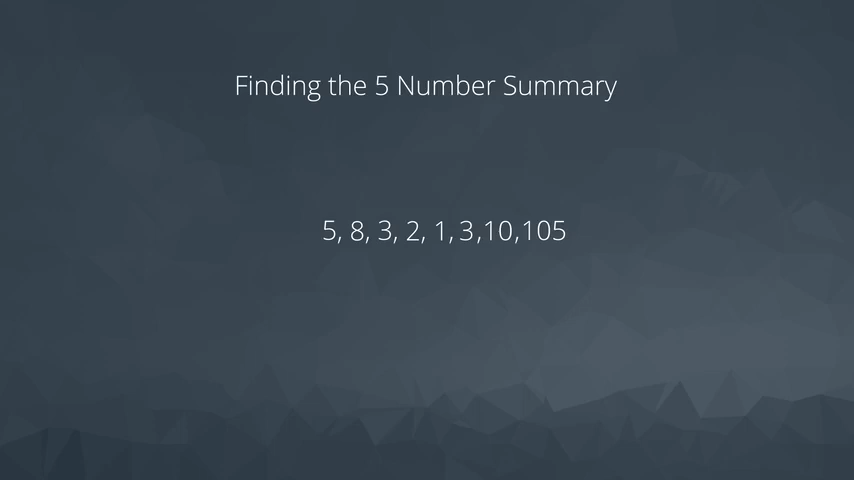 Finding the 5 Number Summary
5, 8, 3, 2, 1, 3,10,105